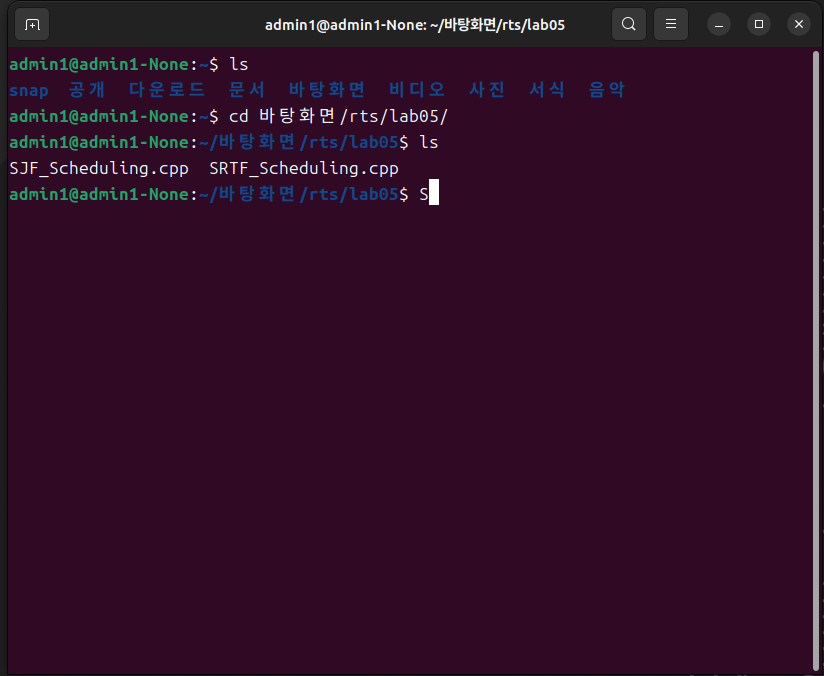 admin1@admin1-None: ~/바탕화면/rts/lab05
admin1@admin1-None:~$ ls
snap 공개 다운로드 문서 바탕화면 비디오 사진 서식 음악
admin1@admin1-None:~$ cd 바탕화면/rts/lab05/
admin1@admin1-None:~/바탕화면/rts/lab05$ ls
SJF_Scheduling.cpp SRTF_Scheduling.cpp
admin1@admin1-None:~/바탕화면/rts/lab05$ S